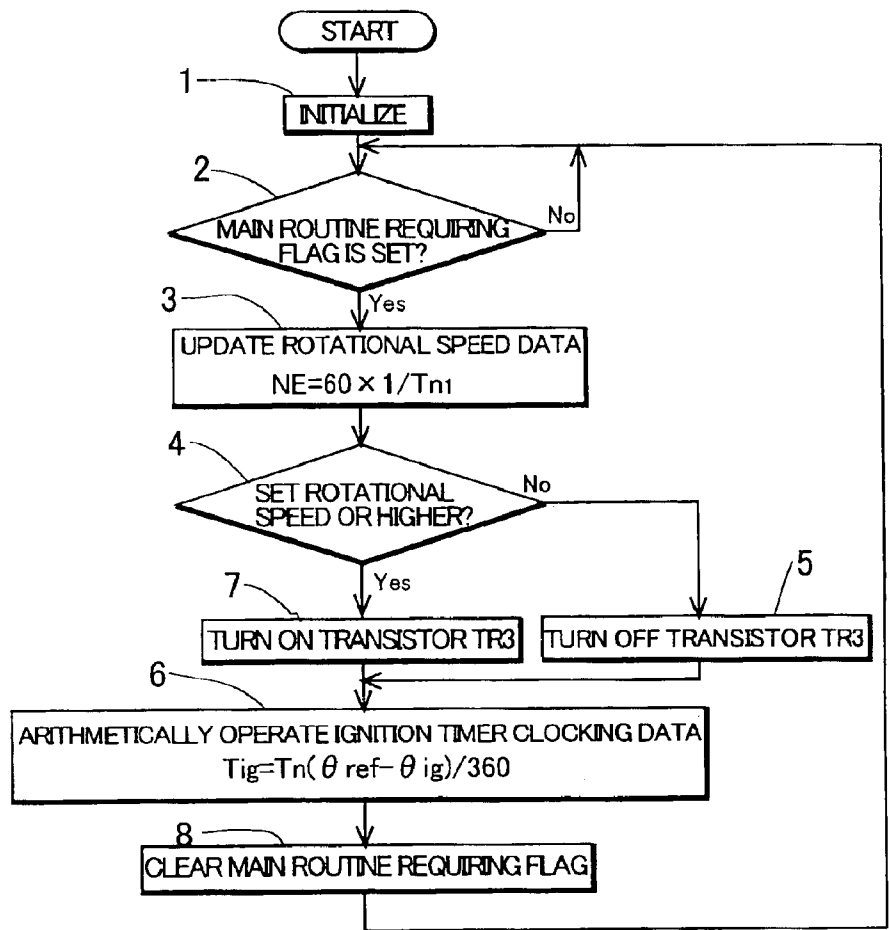 START
1
INITIALIZE
2
MAIN ROUTINE REQUIRING
FLAG IS SET?
No
Yes
3
UPDATE ROTATIONAL SPEED DATA
NE=60×1/Tn1
4
SET ROTATIONAL
SPEED OR HIGHER?
No
Yes
7
TURN ON TRANSISTOR TR3
5
TURN OFF TRANSISTOR TR3
6
ARITHMETICALLY OPERATE IGNITION TIMER CLOCKING DATA
Tig=Tn(θ ref-θ ig)/360
8
CLEAR MAIN ROUTINE REQUIRING FLAG